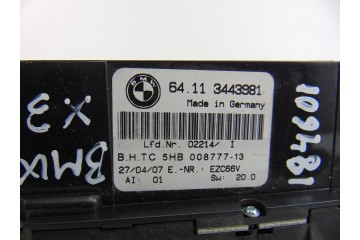 BMW
64.11 3443981
Made in Germany
Lfd.Nr. 02214/ I
B.H.TC 5HB 008777-13
27/04/07 E.-NR.: EZC66V
AI: 01 SW: 20.0
BMW
X3
109481